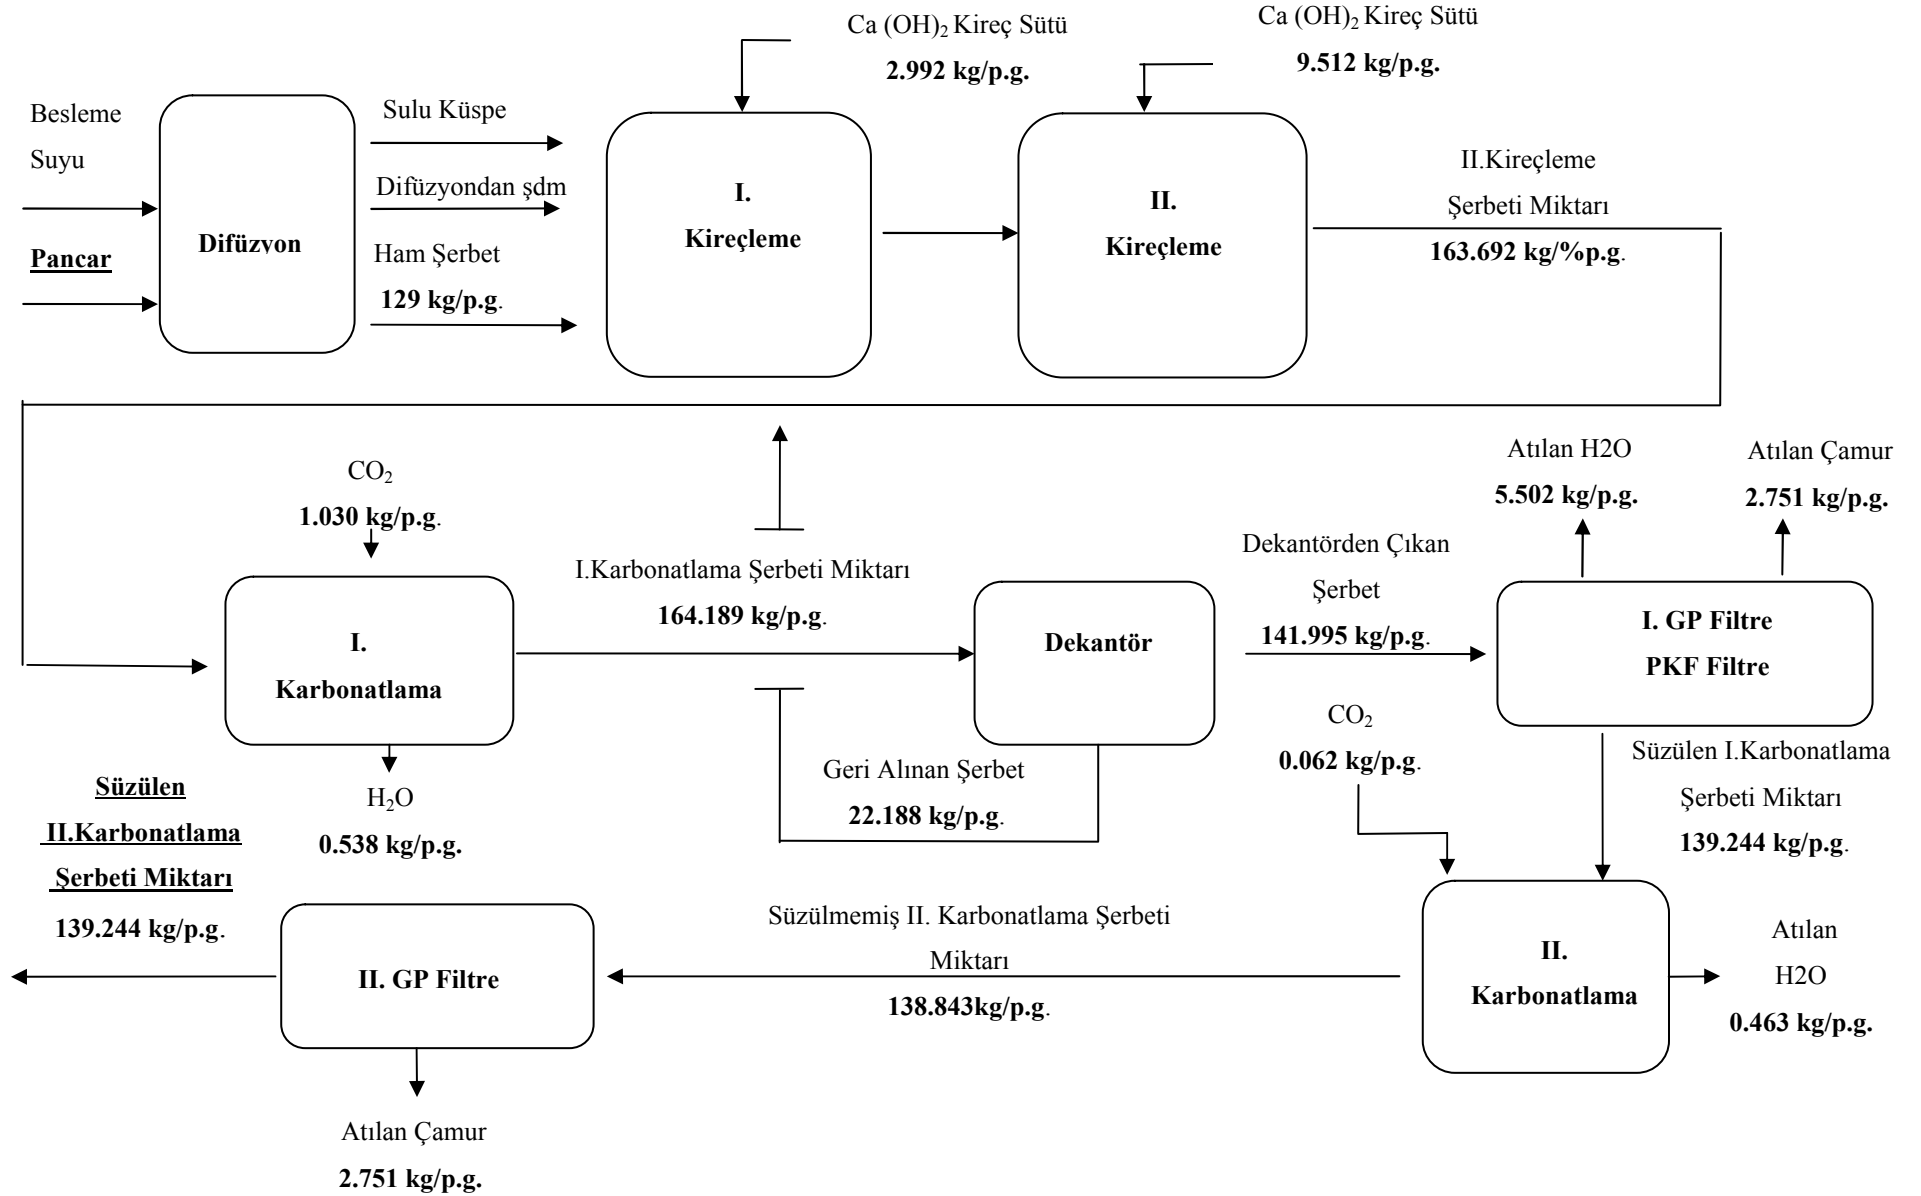 Ca (OH)₂ Kireç Sütü
2.992 kg/p.g.
Ca (OH)₂ Kireç Sütü
9.512 kg/p.g.
Besleme
Suyu
Pancar
Difüzyon
Sulu Küspe
Difüzyondan şdm
Ham Şerbet
129 kg/p.g.
I.
Kireçleme
II.
Kireçleme
II.Kireçleme
Şerbeti Miktarı
163.692 kg/%p.g.
CO₂
1.030 kg/p.g.
I.
Karbonatlama
H₂O
0.538 kg/p.g.
I.Karbonatlama Şerbeti Miktarı
164.189 kg/p.g.
Dekantör
Geri Alınan Şerbet
22.188 kg/p.g.
Dekantörden Çıkan
Şerbet
141.995 kg/p.g.
Atılan H2O
5.502 kg/p.g.
Atılan Çamur
2.751 kg/p.g.
I. GP Filtre
PKF Filtre
CO₂
0.062 kg/p.g.
Süzülen I.Karbonatlama
Şerbeti Miktarı
139.244 kg/p.g.
II.
Karbonatlama
Atılan
H2O
0.463 kg/p.g.
Süzülmemiş II. Karbonatlama Şerbeti
Miktarı
138.843kg/p.g.
II. GP Filtre
Atılan Çamur
2.751 kg/p.g.
Süzülen
II.Karbonatlama
Şerbeti Miktarı
139.244 kg/p.g.